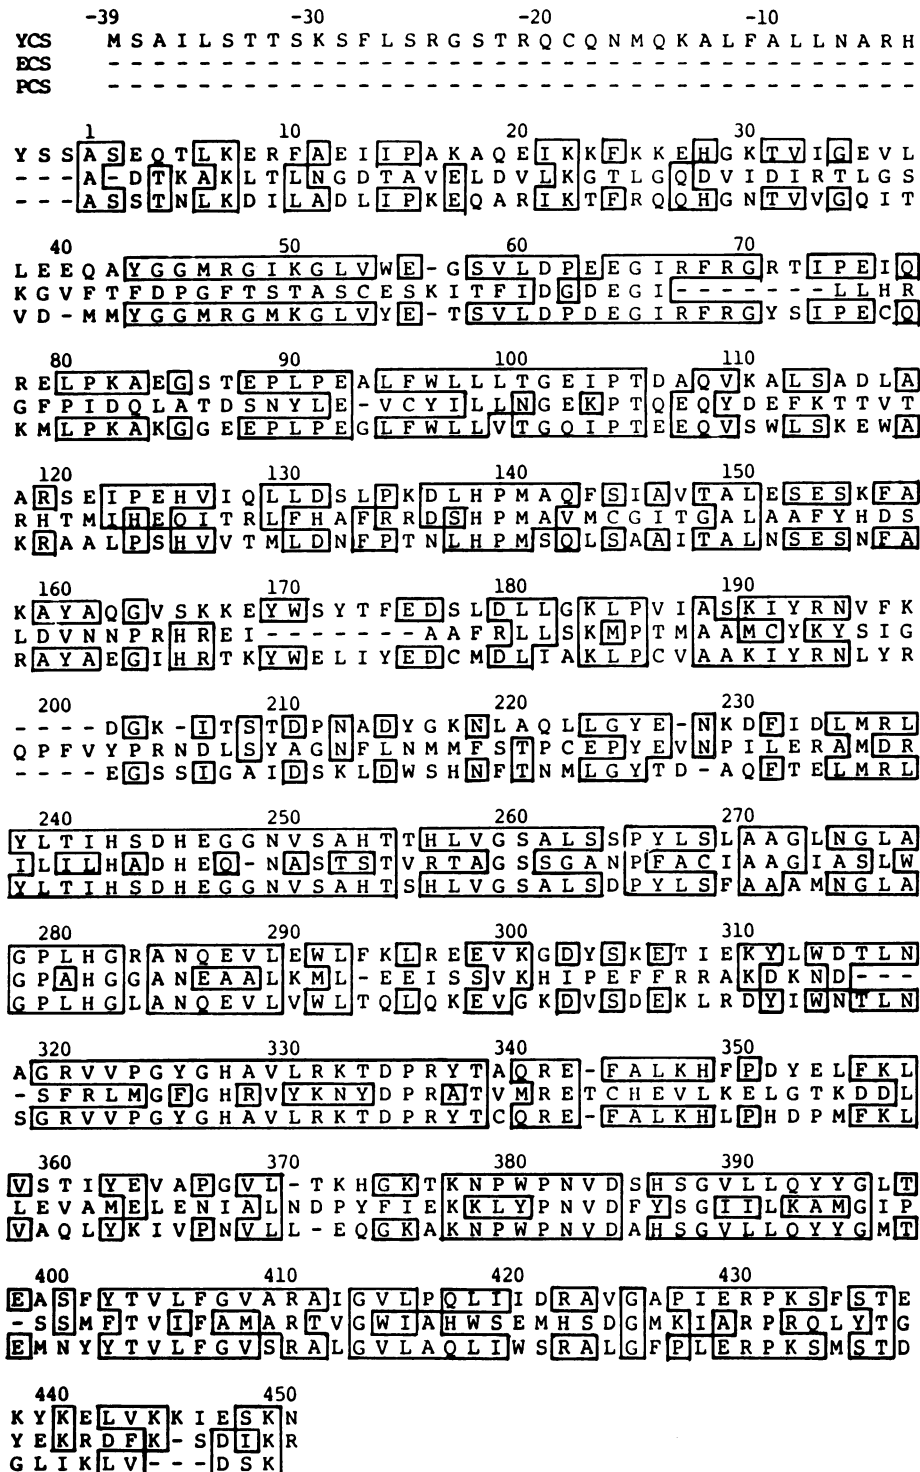 -39 -30 -20 -10
YCS M S A I L S T T S K S F L S R G S T R Q C Q N M Q K A L F A L L N A R H
ECS - - - - - - - - - - - - - - - - - - - - - - - - - - - - - - - - - - - -
PCS - - - - - - - - - - - - - - - - - - - - - - - - - - - - - - - - - - - -
1 10 20 30
Y S S A S E Q T L K E R F A E I I P A K A Q E I K K F K K E H G K T V I G E V L
- - - A - D T K A K L T L N G D T A V E L D V L K G T L G Q D V I D I R T L G S
- - - A S S T N L K D I L A D L I P K E Q A R I K T F R Q Q H G N T V V G Q I T
40 50 60 70
L E E Q A Y G G M R G I K G L V W E - G S V L D P E E G I R F R G R T I P E I Q
K G V F T F D P G F T S T A S C E S K I T F I D G D E G I - - - - - - - L L H R
V D - M M Y G G M R G M K G L V Y E - T S V L D P D E G I R F R G Y S I P E C Q
80 90 100 110
R E L P K A E G S T E P L P E A L F W L L L T G E I P T D A Q V K A L S A D L A
G F P I D Q L A T D S N Y L E - V C Y I L L N G E K P T Q E Q Y D E F K T T V T
K M L P K A K G G E E P L P E G L F W L L V T G Q I P T E E Q V S W L S K E W A
120 130 140 150
A R S E I P E H V I Q L L D S L P K D L H P M A Q F S I A V T A L E S E S K F A
R H T M I H E Q I T R L F H A F R R D S H P M A V M C G I T G A L A A F Y H D S
K R A A L P S H V V T M L D N F P T N L H P M S Q L S A A I T A L N S E S N F A
160 170 180 190
K A Y A Q G V S K K E Y W S Y T F E D S L D L L G K L P V I A S K I Y R N V F K
L D V N N P R H R E I - - - - - - - - A A F R L L S K M P T M A A M C Y K Y S I G
R A Y A E G I H R T K Y W E L I Y E D C M D L I A K L P C V A A K I Y R N L Y R
200 210 220 230
- - - - D G K - I T S T D P N A D Y G K N L A Q L L G Y E - N K D F I D L M R L
Q P F V Y P R N D L S Y A G N F L N M M F S T P C E P Y E V N P I L E R A M D R
- - - - E G S S I G A I D S K L D W S H N F T N M L G Y T D - A Q F T E L M R L
240 250 260 270
Y L T I H S D H E G G N V S A H T T H L V G S A L S S P Y L S L A A G L N G L A
I L I L H A D H E Q - N A S T S T V R T A G S S G A N P F A C I A A G I A S L W
Y L T I H S D H E G G N V S A H T S H L V G S A L S D P Y L S F A A A M N G L A
280 290 300 310
G P L H G R A N Q E V L E W L F K L R E E V K G D Y S K E T I E K Y L W D T L N
G P A H G G A N E A A L K M L - E E I S S V K H I P E F F R R A K D K N D - - -
G P L H G L A N Q E V L V W L T Q L Q K E V G K D V S D E K L R D Y I W N T L N
320 330 340 350
A G R V V P G Y G H A V L R K T D P R Y T A Q R E - F A L K H F P D Y E L F K L
- S F R L M G F G H R V Y K N Y D P R A T V M R E T C H E V L K E L G T K D D L
S G R V V P G Y G H A V L R K T D P R Y T C Q R E - F A L K H L P H D P M F K L
360 370 380 390
V S T I Y E V A P G V L - T K H G K T K N P W P N V D S H S G V L L Q Y Y G L T
L E V A M E L E N I A L N D P Y F I E K K L Y P N V D F Y S G I I L K A M G I P
V A Q L Y K I V P N V L L - E Q G K A K N P W P N V D A H S G V L L Q Y Y G M T
400 410 420 430
E A S F Y T V L F G V A R A I G V L P Q L I I D R A V G A P I E R P K S F S T E
- S S M F T V I F A M A R T V G W I A H W S E M H S D G M K I A R P R Q L Y T G
E M N Y Y T V L F G V S R A L G V L A Q L I W S R A L G F P L E R P K S M S T D
440 450
K Y K E L V K K I E S K N
Y E K R D F K - S D I K R
G L I K L V - - - D S K